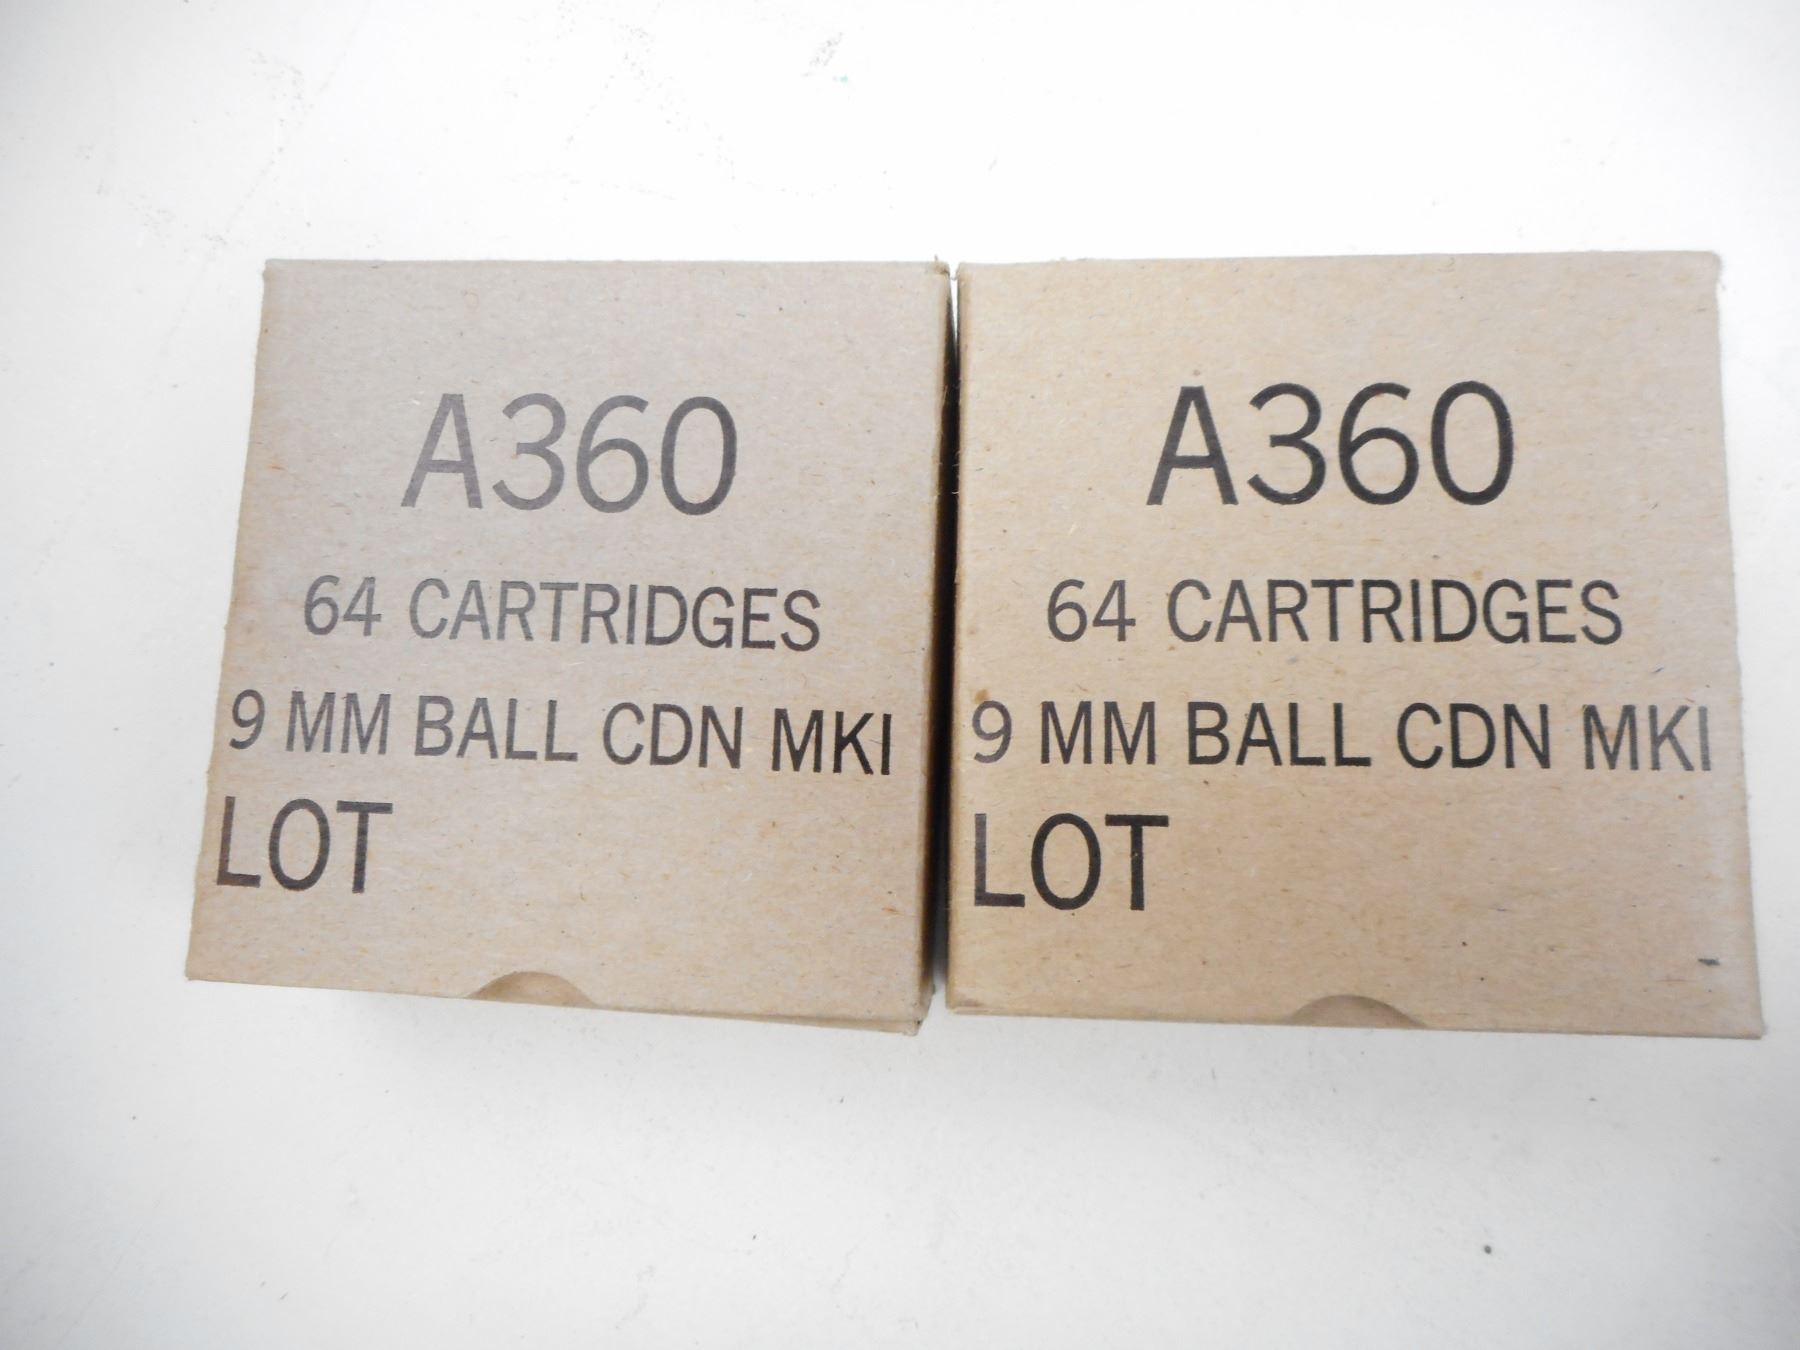 A360
64 CARTRIDGES
9 MM BALL CDN MKI
LOT
A360
64 CARTRIDGES
9 MM BALL CDN MKI
LOT